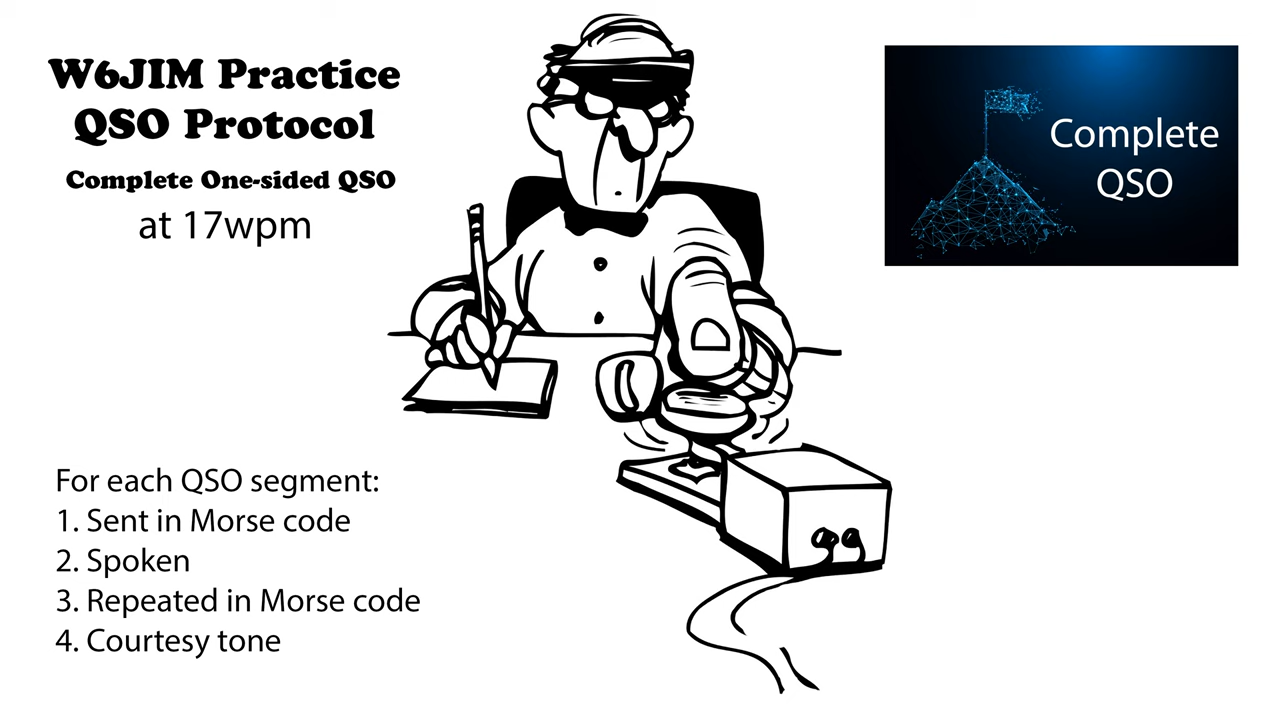 W6JIM Practice
QSO Protocol
Complete One-sided QSO
at 17wpm
Complete
QSO
For each QSO segment:
1. Sent in Morse code
2. Spoken
3. Repeated in Morse code
4. Courtesy tone